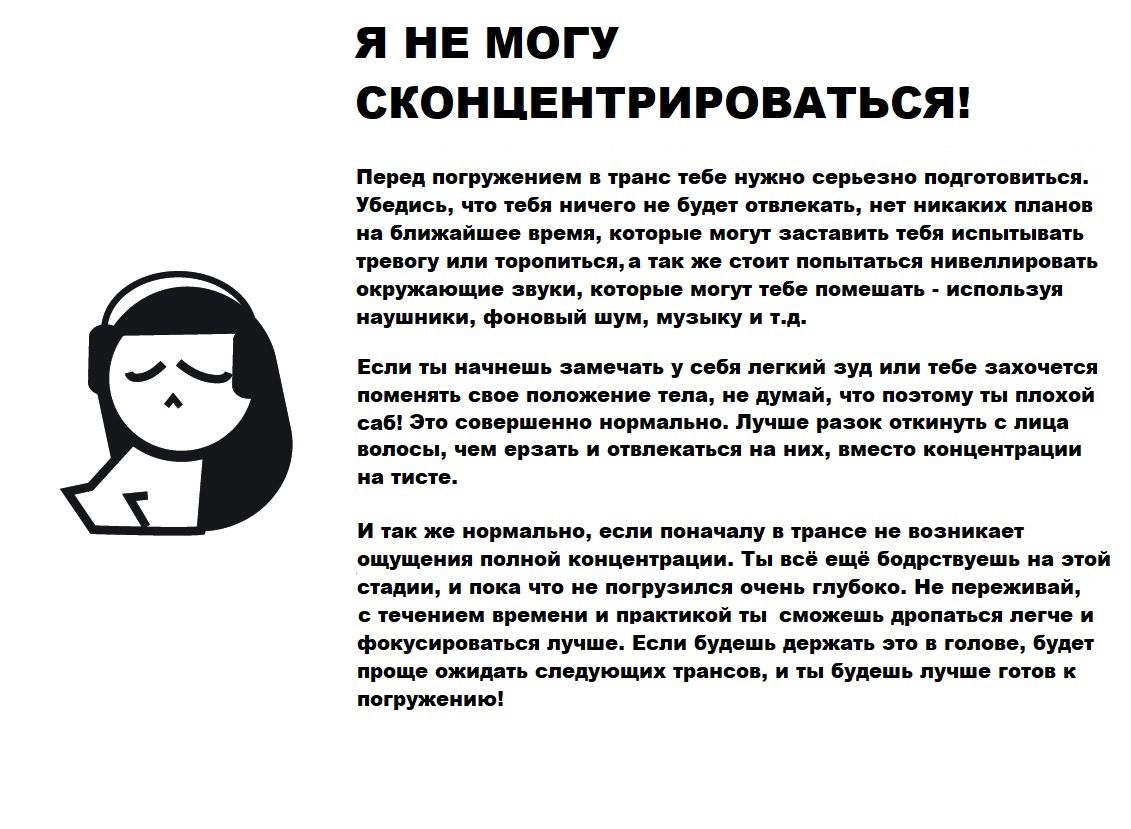 Я НЕ МОГУ
СКОНЦЕНТРИРОВАТЬСЯ!
Перед погружением в транс тебе нужно серьезно подготовиться.
Убедись, что тебя ничего не будет отвлекать, нет никаких планов
на ближайшее время, которые могут заставить тебя испытывать
тревогу или торопиться, а так же стоит попытаться нивеллировать
окружающие звуки, которые могут тебе помешать - используя
наушники, фоновый шум, музыку и т.д.
Если ты начнешь замечать у себя легкий зуд или тебе захочется
поменять свое положение тела, не думай, что поэтому ты плохой
саб! Это совершенно нормально. Лучше разок откинуть с лица
волосы, чем ерзать и отвлекаться на них, вместо концентрации
на тисте.
И так же нормально, если поначалу в трансе не возникает
ощущения полной концентрации. Ты всё ещё бодрствуешь на этой
стадии, и пока что не погрузился очень глубоко. Не переживай,
с течением времени и практикой ты сможешь дропаться легче и
фокусироваться лучше. Если будешь держать это в голове, будет
проще ожидать следующих трансов, и ты будешь лучше готов к
погружению!